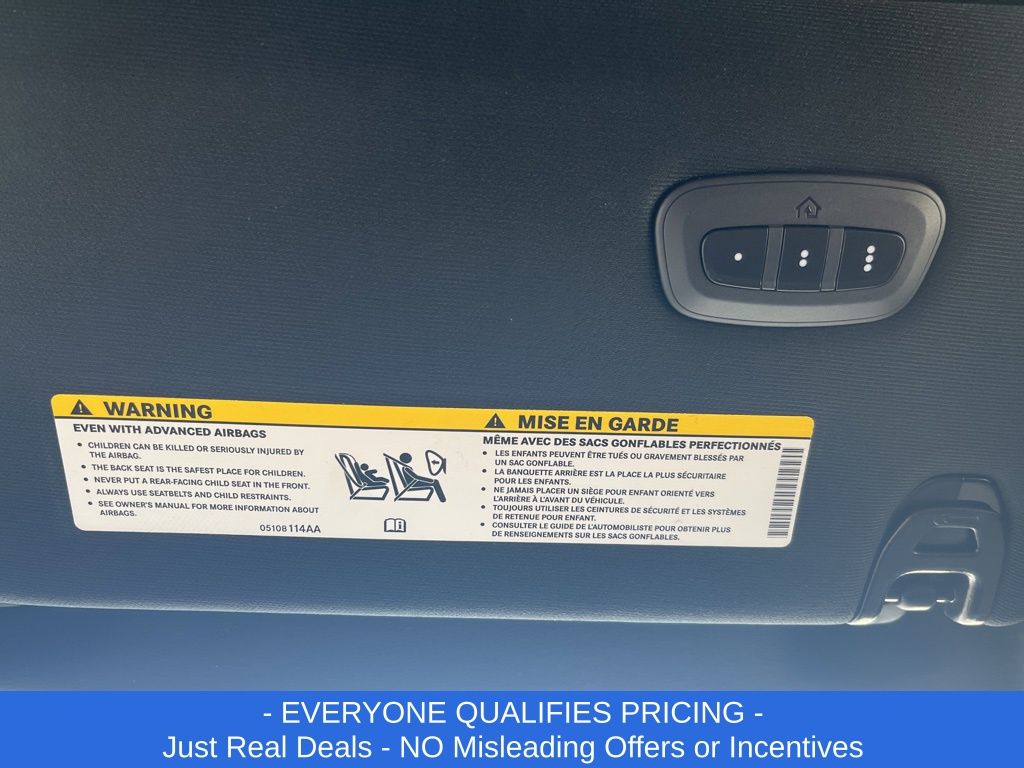 WARNING
EVEN WITH ADVANCED AIRBAGS
• CHILDREN CAN BE KILLED OR SERIOUSLY INJURED BY
THE AIRBAG.
• THE BACK SEAT IS THE SAFEST PLACE FOR CHILDREN.
• NEVER PUT A REAR-FACING CHILD SEAT IN THE FRONT.
• ALWAYS USE SEATBELTS AND CHILD RESTRAINTS.
• SEE OWNER'S MANUAL FOR MORE INFORMATION ABOUT
AIRBAGS.
05108114AA
MISE EN GARDE
MÊME AVEC DES SACS GONFLABLES PERFECTIONNÉS
• LES ENFANTS PEUVENT ÊTRE TUÉS OU GRAVEMENT BLESSÉS PAR
UN SAC GONFLABLE.
• LA BANQUETTE ARRIÈRE EST LA PLACE LA PLUS SÉCURITAIRE
POUR LES ENFANTS.
• NE JAMAIS PLACER UN SIÈGE POUR ENFANT ORIENTÉ VERS
L'ARRIÈRE À L'AVANT DU VÉHICULE.
• TOUJOURS UTILISER LES CEINTURES DE SÉCURITÉ ET LES SYSTÈMES
DE RETENUE POUR ENFANT.
• CONSULTER LE GUIDE DE L'AUTOMOBILISTE POUR OBTENIR PLUS
DE RENSEIGNEMENTS SUR LES SACS GONFLABLES.
- EVERYONE QUALIFIES PRICING -
Just Real Deals - NO Misleading Offers or Incentives